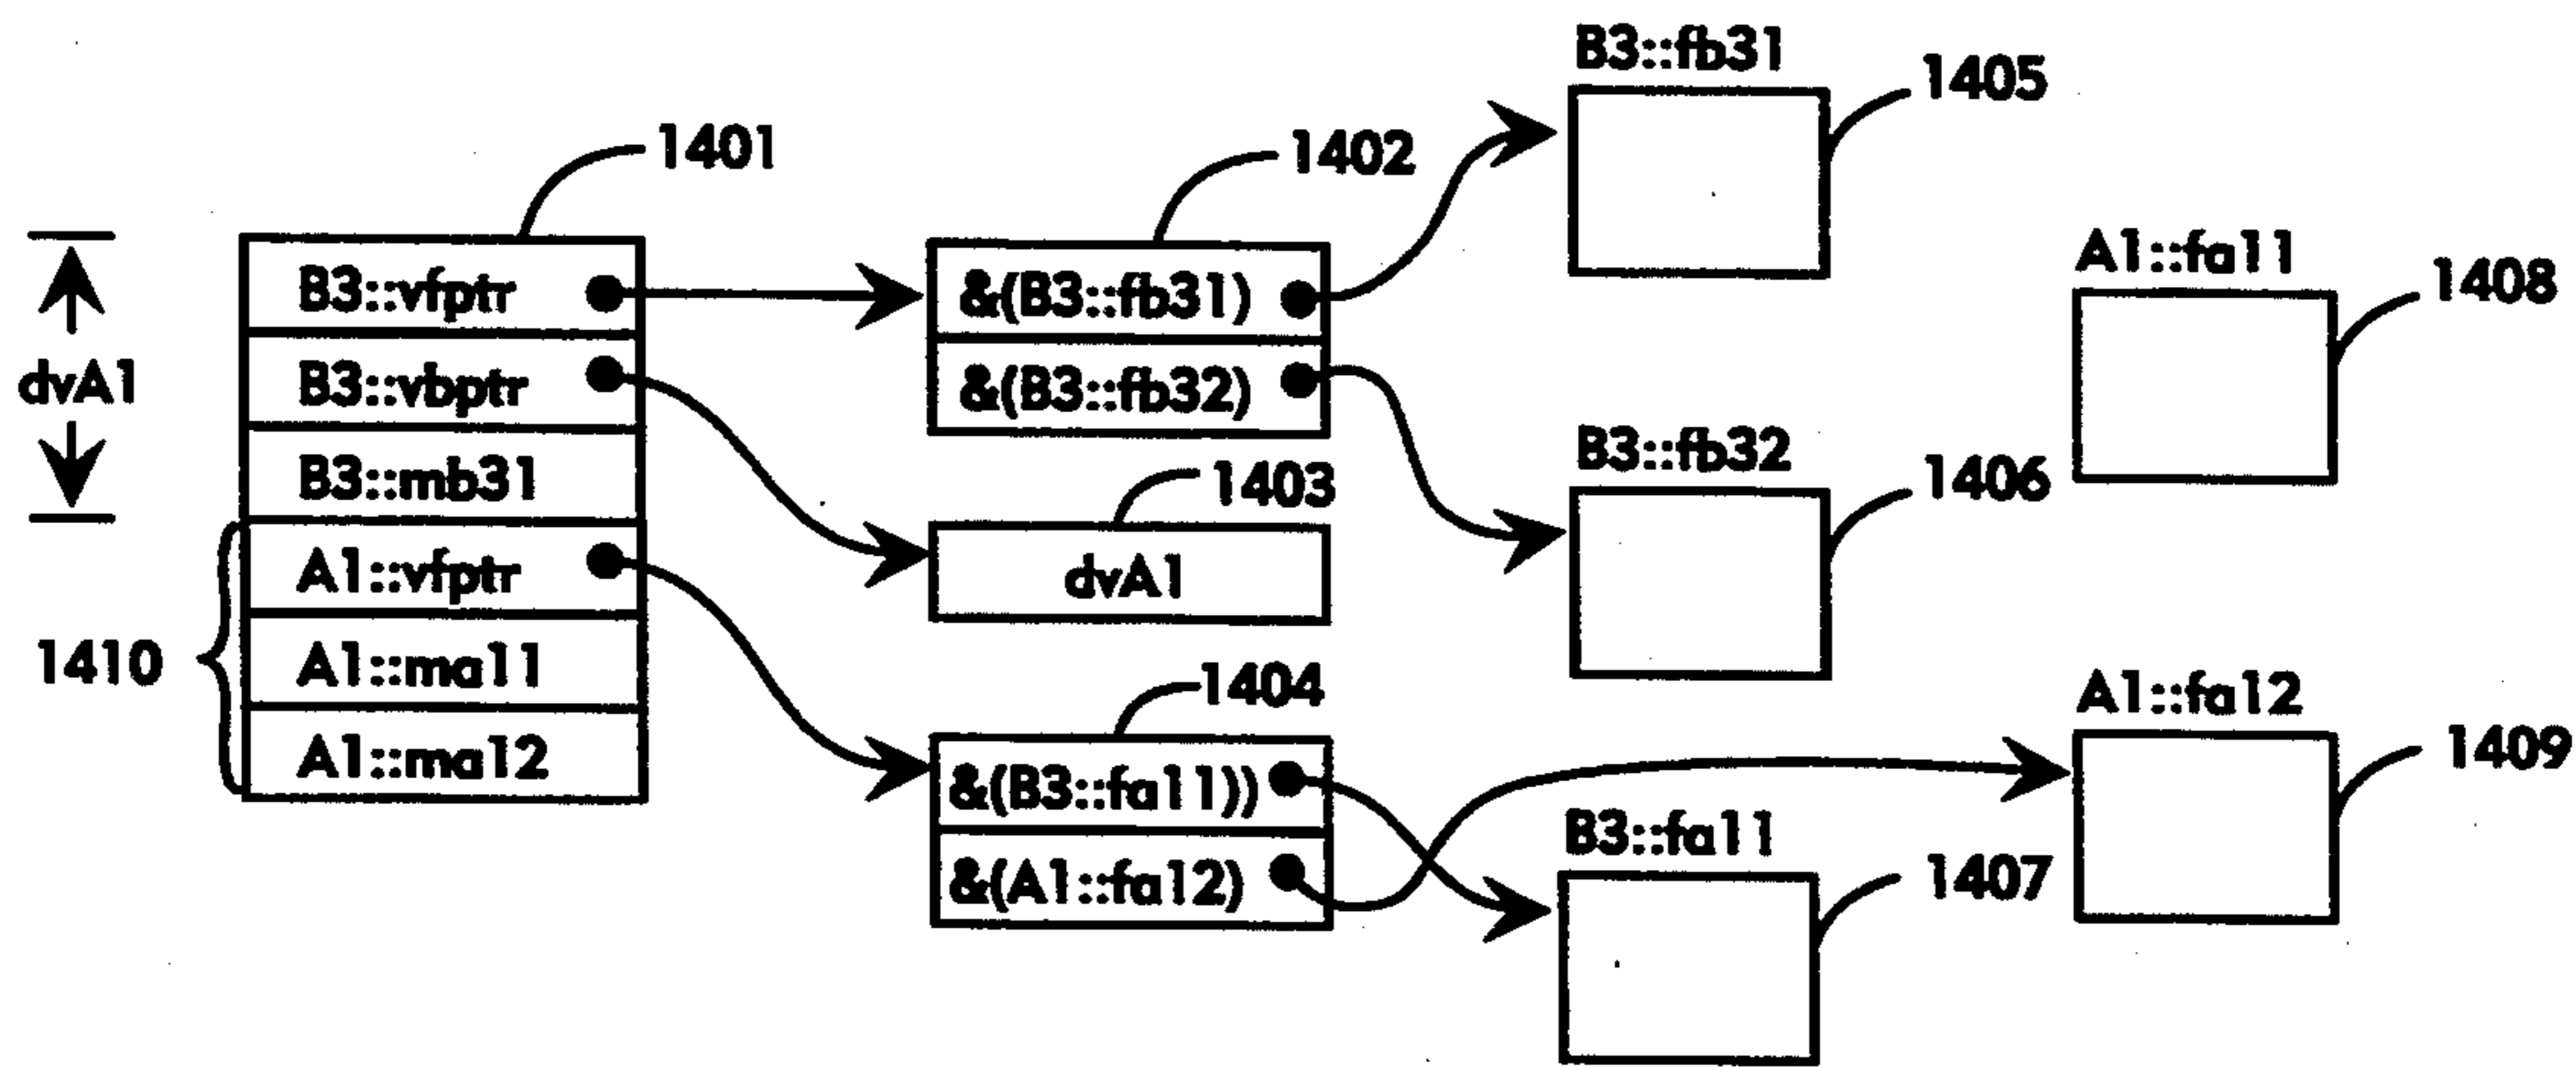 B3::fb31
1405
1401
1402
B3::vfptr
&(B3::fb31)
A1::fa11
1408
dvA1
B3::vbptr
&(B3::fb32)
B3::fb32
1406
B3::mb31
1403
A1::vfptr
dvA1
1410
A1::ma11
1404
A1::fa12
1409
A1::ma12
&(B3::fa11))
B3::fa11
1407
&(A1::fa12)